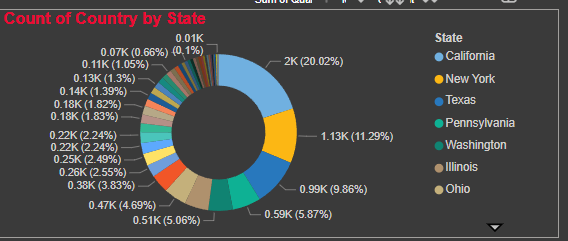 Count of Country by State
0.01K
(0.1%)
0.07K (0.66%)
0.11K (1.05%)
0.13K (1.3%)
0.14K (1.39%)
0.18K (1.82%)
0.18K (1.83%)
0.22K (2.24%)
0.22K (2.24%)
0.25K (2.49%)
0.26K (2.55%)
0.38K (3.83%)
0.47K (4.69%)
0.51K (5.06%)
0.59K (5.87%)
0.99K (9.86%)
1.13K (11.29%)
2K (20.02%)
State
California
New York
Texas
Pennsylvania
Washington
Illinois
Ohio